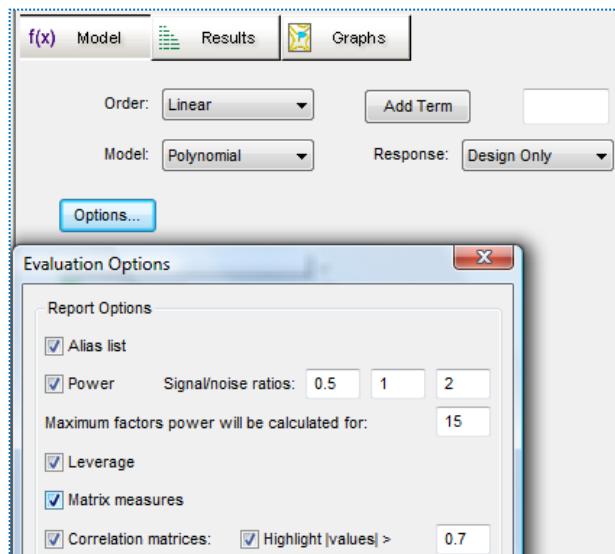 f(x) Model Results Graphs
Order: Linear Add Term
Model: Polynomial Response: Design Only
Options...
Evaluation Options
Report Options
Alias list
Power Signal/noise ratios: 0.5 1 2
Maximum factors power will be calculated for: 15
Leverage
Matrix measures
Correlation matrices: Highlight |values| > 0.7